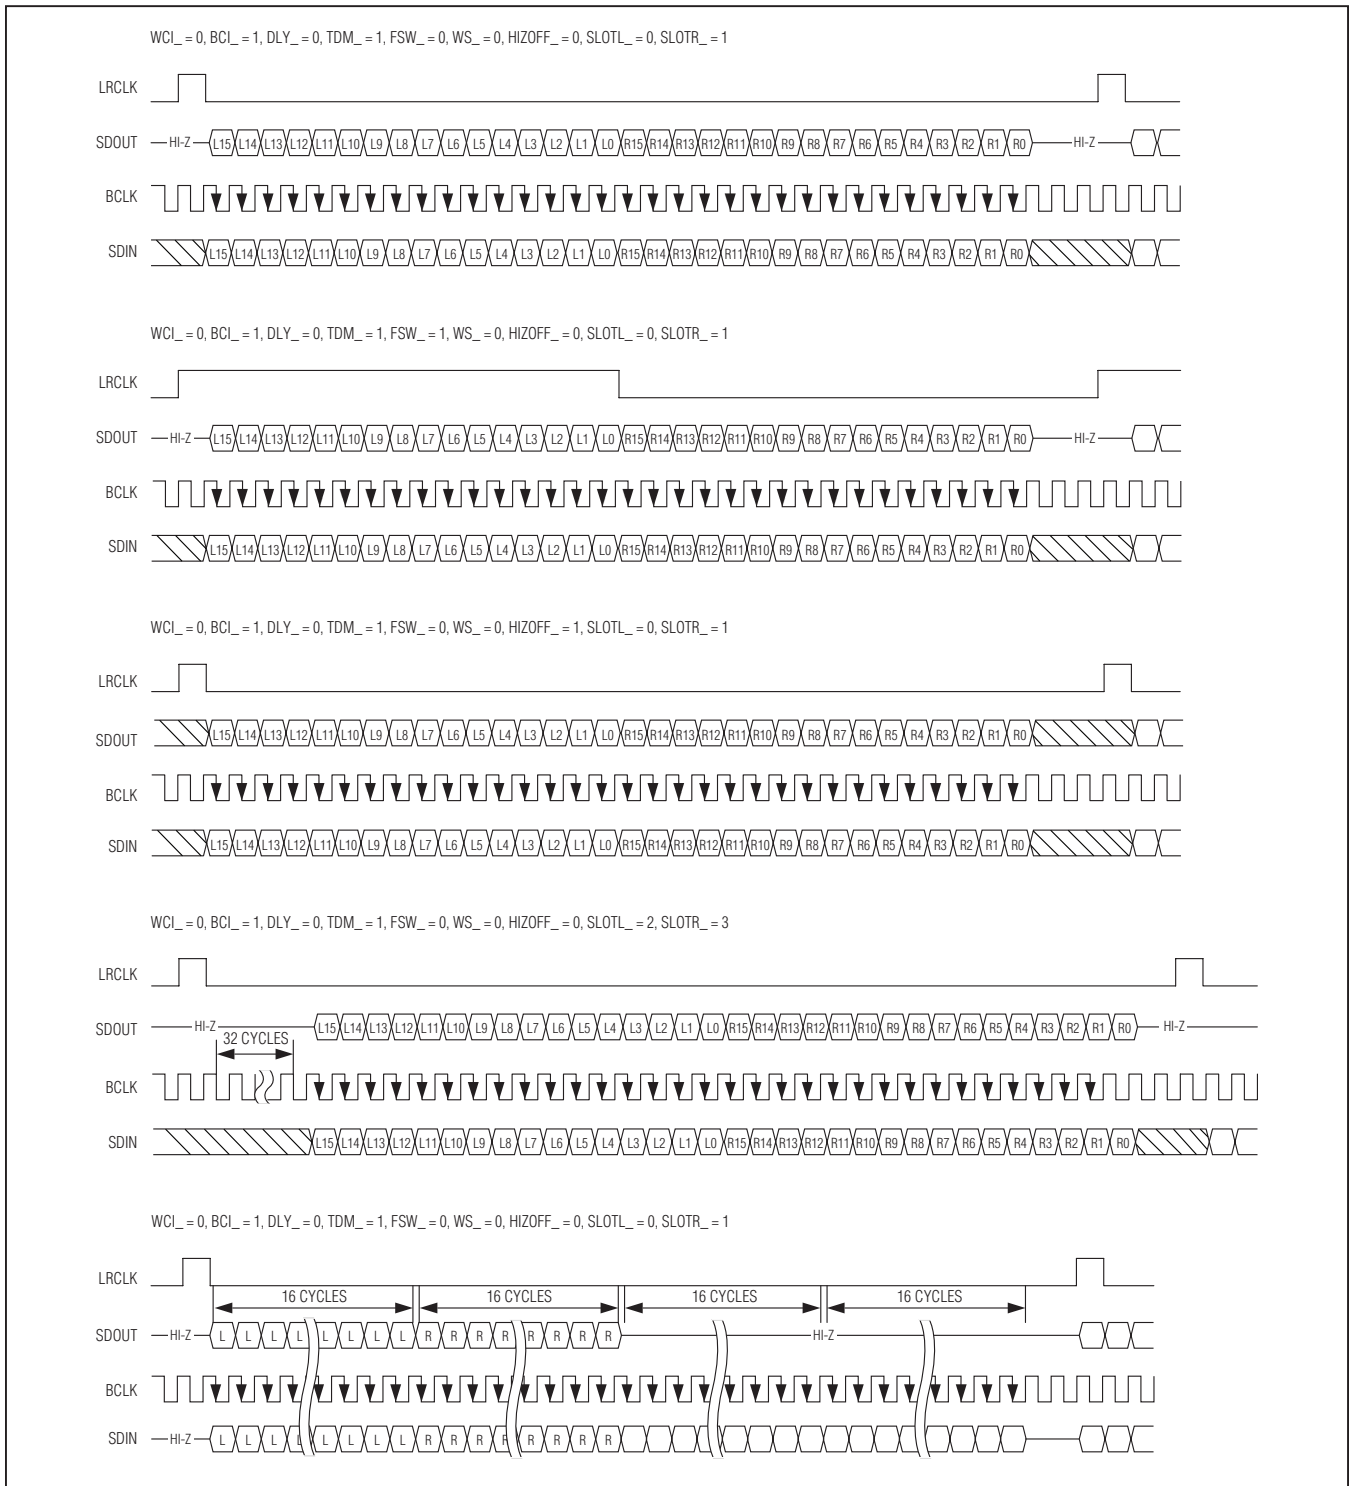 WCI_ = 0, BCI_ = 1, DLY_ = 0, TDM_ = 1, FSW_ = 0, WS_ = 0, HIZOFF_ = 0, SLOTL_ = 0, SLOTR_ = 1
LRCLK
SDOUT HI-Z L15 L14 L13 L12 L11 L10 L9 L8 L7 L6 L5 L4 L3 L2 L1 L0 R15 R14 R13 R12 R11 R10 R9 R8 R7 R6 R5 R4 R3 R2 R1 R0 HI-Z
BCLK
SDIN L15 L14 L13 L12 L11 L10 L9 L8 L7 L6 L5 L4 L3 L2 L1 L0 R15 R14 R13 R12 R11 R10 R9 R8 R7 R6 R5 R4 R3 R2 R1 R0
WCI_ = 0, BCI_ = 1, DLY_ = 0, TDM_ = 1, FSW_ = 1, WS_ = 0, HIZOFF_ = 0, SLOTL_ = 0, SLOTR_ = 1
LRCLK
SDOUT HI-Z L15 L14 L13 L12 L11 L10 L9 L8 L7 L6 L5 L4 L3 L2 L1 L0 R15 R14 R13 R12 R11 R10 R9 R8 R7 R6 R5 R4 R3 R2 R1 R0 HI-Z
BCLK
SDIN L15 L14 L13 L12 L11 L10 L9 L8 L7 L6 L5 L4 L3 L2 L1 L0 R15 R14 R13 R12 R11 R10 R9 R8 R7 R6 R5 R4 R3 R2 R1 R0
WCI_ = 0, BCI_ = 1, DLY_ = 0, TDM_ = 1, FSW_ = 0, WS_ = 0, HIZOFF_ = 1, SLOTL_ = 0, SLOTR_ = 1
LRCLK
SDOUT L15 L14 L13 L12 L11 L10 L9 L8 L7 L6 L5 L4 L3 L2 L1 L0 R15 R14 R13 R12 R11 R10 R9 R8 R7 R6 R5 R4 R3 R2 R1 R0
BCLK
SDIN L15 L14 L13 L12 L11 L10 L9 L8 L7 L6 L5 L4 L3 L2 L1 L0 R15 R14 R13 R12 R11 R10 R9 R8 R7 R6 R5 R4 R3 R2 R1 R0
WCI_ = 0, BCI_ = 1, DLY_ = 0, TDM_ = 1, FSW_ = 0, WS_ = 0, HIZOFF_ = 0, SLOTL_ = 2, SLOTR_ = 3
LRCLK
SDOUT HI-Z L15 L14 L13 L12 L11 L10 L9 L8 L7 L6 L5 L4 L3 L2 L1 L0 R15 R14 R13 R12 R11 R10 R9 R8 R7 R6 R5 R4 R3 R2 R1 R0 HI-Z
32 CYCLES
BCLK
SDIN L15 L14 L13 L12 L11 L10 L9 L8 L7 L6 L5 L4 L3 L2 L1 L0 R15 R14 R13 R12 R11 R10 R9 R8 R7 R6 R5 R4 R3 R2 R1 R0
WCI_ = 0, BCI_ = 1, DLY_ = 0, TDM_ = 1, FSW_ = 0, WS_ = 0, HIZOFF_ = 0, SLOTL_ = 0, SLOTR_ = 1
LRCLK
16 CYCLES 16 CYCLES 16 CYCLES 16 CYCLES
SDOUT HI-Z L L L L L L L L R R R R R R R R HI-Z
BCLK
SDIN HI-Z L L L L L L L L R R R R R R R R